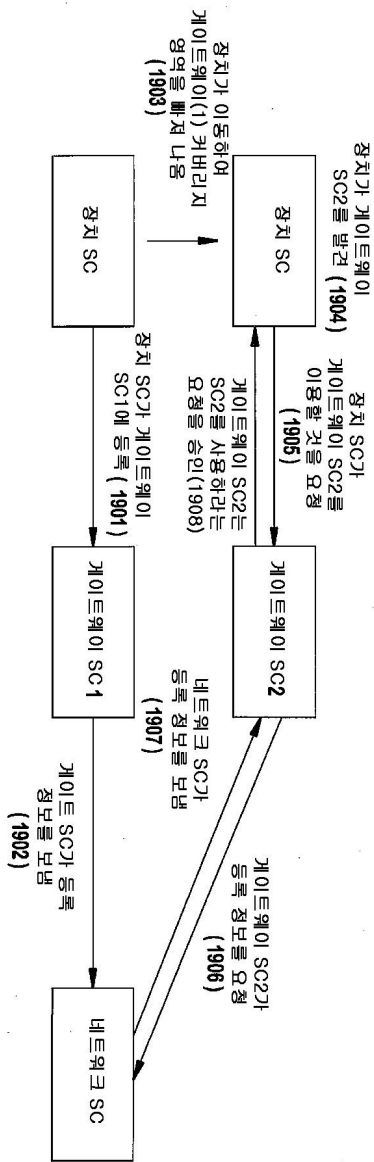 장치가 게이트웨이
SC2를 발견 (1904)
장치 SC가
게이트웨이 SC2를
이용할 것을 요청
(1905)
장치 SC
게이트웨이 SC2
게이트웨이 SC2는
SC2를 사용하라는
요청을 승인(1908)
게이트웨이 SC2가
등록 정보를 요청
(1906)
장치가 이동하여
게이트웨이(1) 커버리지
영역을 빠져 나옴
(1903)
네트워크 SC가
등록 정보를 보냄
(1907)
장치 SC
장치 SC가 게이트웨이
SC1에 등록 (1901)
게이트웨이 SC1
게이트 SC가 등록
정보를 보냄
(1902)
네트워크 SC